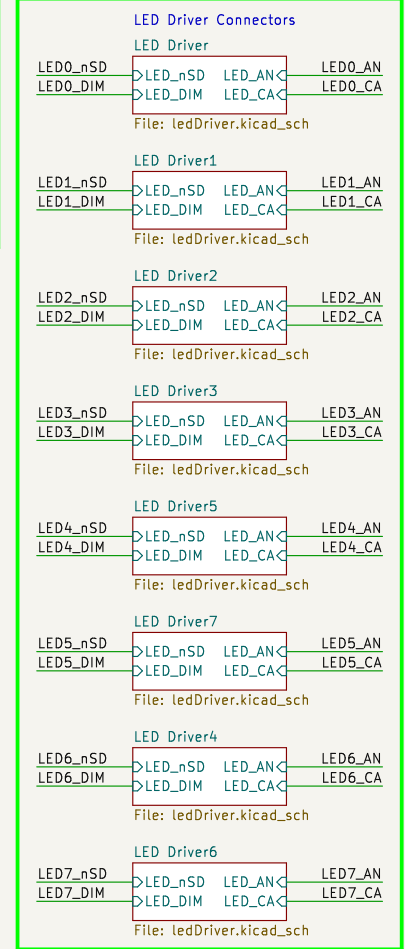 LED Driver Connectors
LED Driver
LED0_nSD LED_nSD LED_AN LED0_AN
LED0_DIM LED_DIM LED_CA LED0_CA
File: ledDriver.kicad_sch
LED Driver1
LED1_nSD LED_nSD LED_AN LED1_AN
LED1_DIM LED_DIM LED_CA LED1_CA
File: ledDriver.kicad_sch
LED Driver2
LED2_nSD LED_nSD LED_AN LED2_AN
LED2_DIM LED_DIM LED_CA LED2_CA
File: ledDriver.kicad_sch
LED Driver3
LED3_nSD LED_nSD LED_AN LED3_AN
LED3_DIM LED_DIM LED_CA LED3_CA
File: ledDriver.kicad_sch
LED Driver5
LED4_nSD LED_nSD LED_AN LED4_AN
LED4_DIM LED_DIM LED_CA LED4_CA
File: ledDriver.kicad_sch
LED Driver7
LED5_nSD LED_nSD LED_AN LED5_AN
LED5_DIM LED_DIM LED_CA LED5_CA
File: ledDriver.kicad_sch
LED Driver4
LED6_nSD LED_nSD LED_AN LED6_AN
LED6_DIM LED_DIM LED_CA LED6_CA
File: ledDriver.kicad_sch
LED Driver6
LED7_nSD LED_nSD LED_AN LED7_AN
LED7_DIM LED_DIM LED_CA LED7_CA
File: ledDriver.kicad_sch